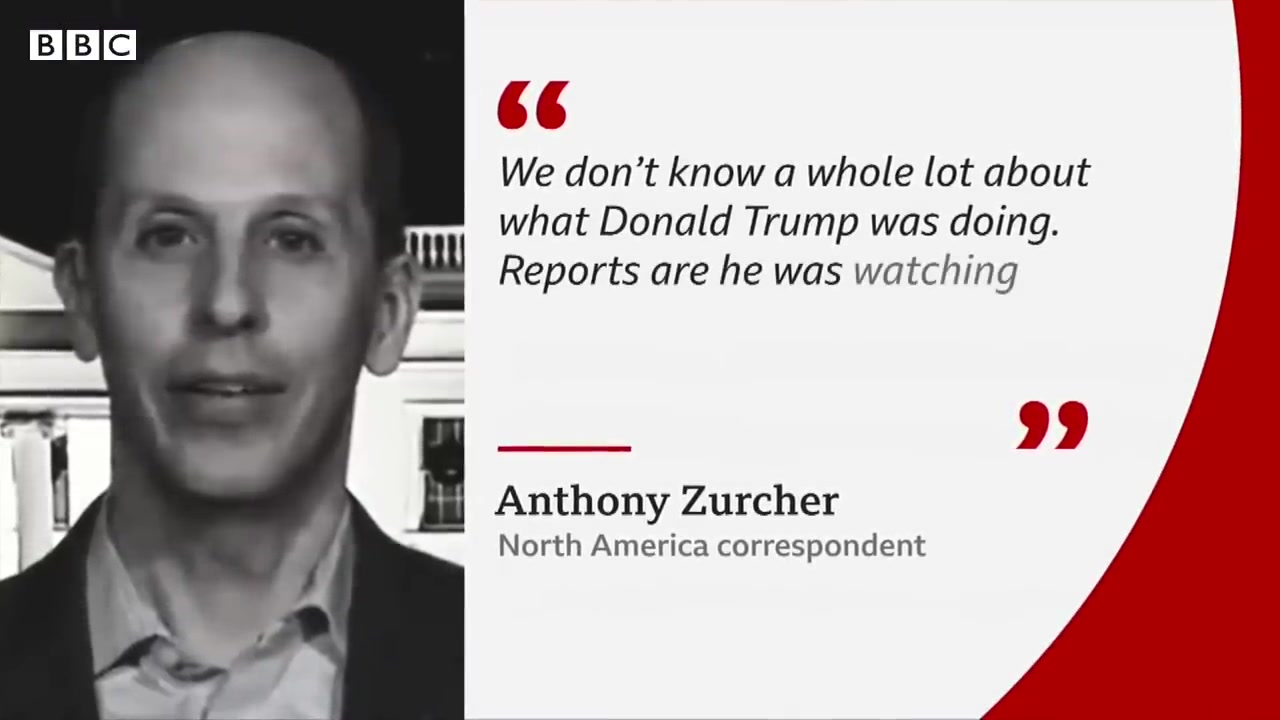 BBC
“
We don’t know a whole lot about
what Donald Trump was doing.
Reports are he was watching
”
Anthony Zurcher
North America correspondent